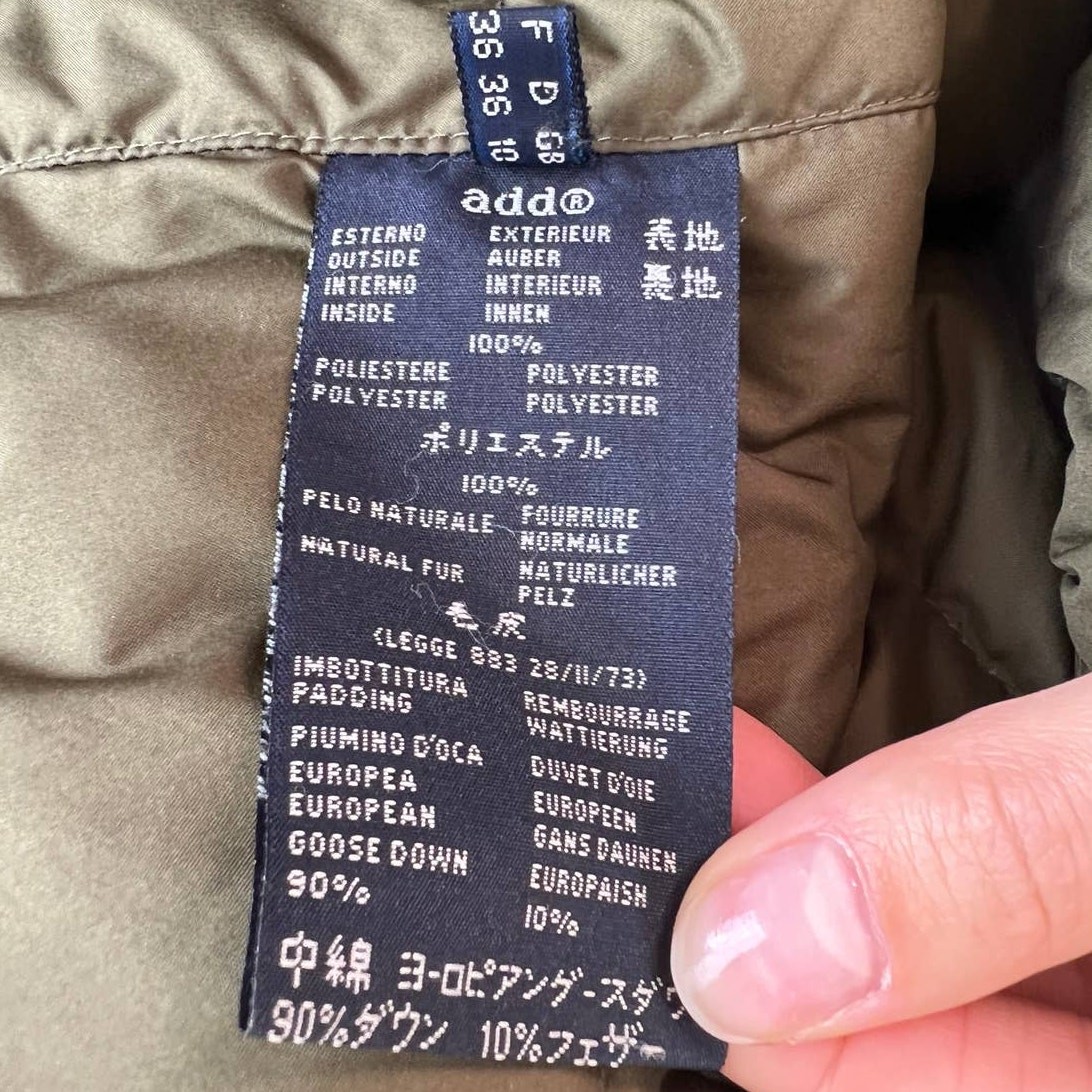 F D GB
36 36 10
add®
ESTERNO EXTERIEUR 表地
OUTSIDE AUBER
INTERNO INTERIEUR 裏地
INSIDE INNEN
100%
POLIESTERE POLYESTER
POLYESTER POLYESTER
ポリエステル
100%
PELO NATURALE FOURRURE
NORMALE
NATURAL FUR NATURLICHER
PELZ
毛皮
(LEGGE 883 28/11/73)
IMBOTTITURA REMBOURRAGE
PADDING WATTIERUNG
PIUMINO D'OCA DUVET D'OIE
EUROPEA EUROPEEN
EUROPEAN GANS DAUNEN
GOOSE DOWN EUROPAISH
90% 10%
中綿 ヨーロピアングースダウ
90%ダウン 10%フェザー